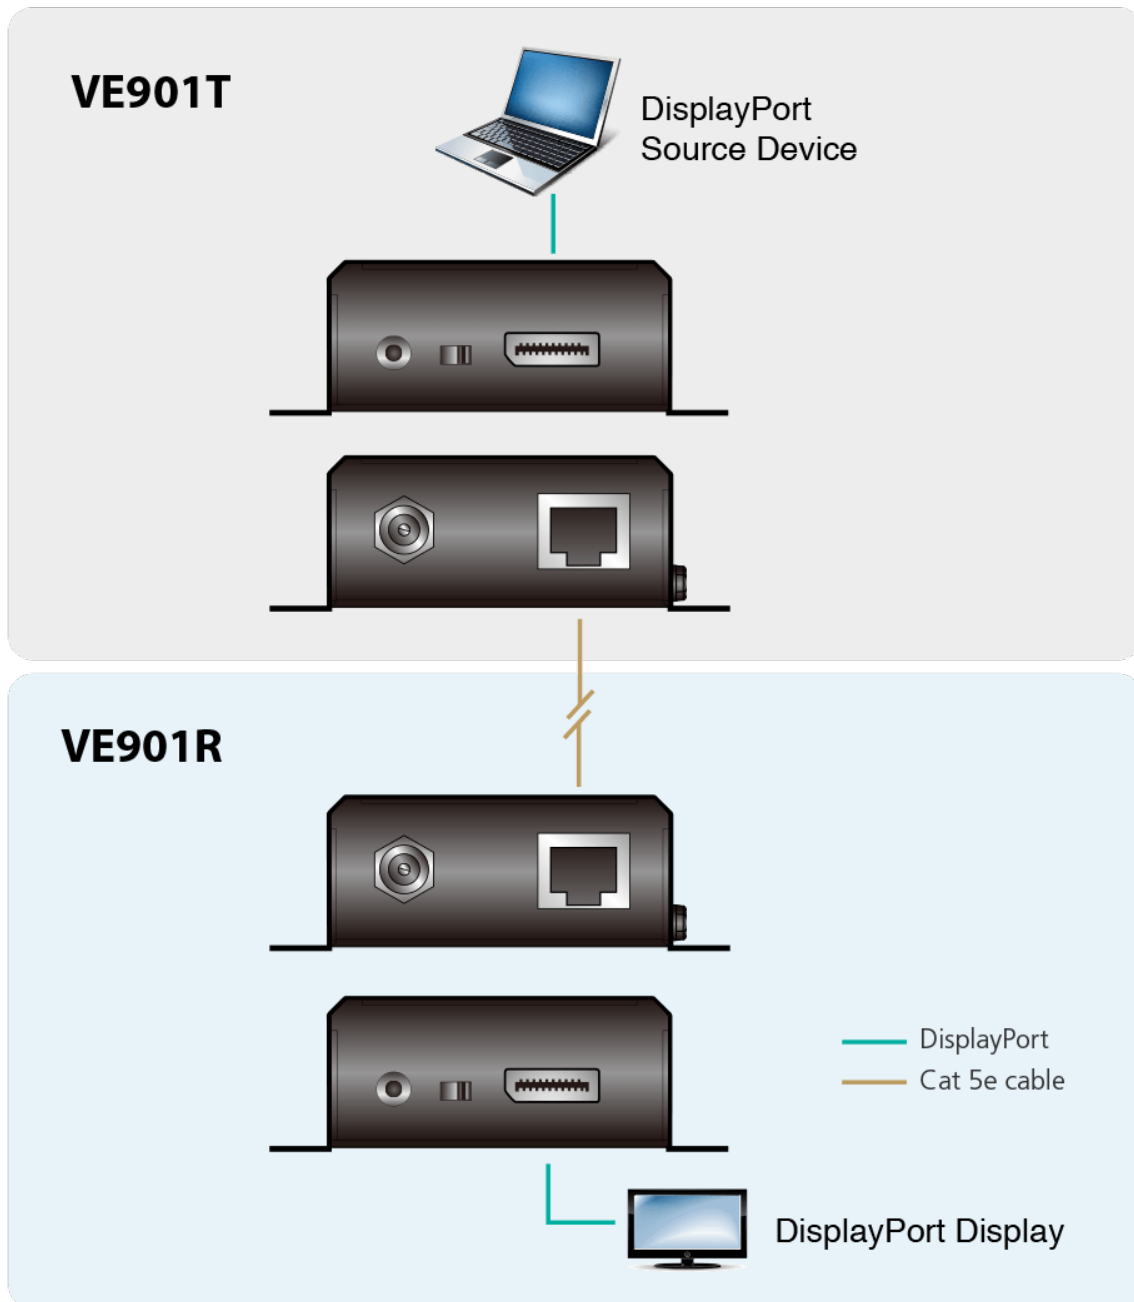 VE901T
DisplayPort
Source Device
VE901R
DisplayPort
Cat 5e cable
DisplayPort Display